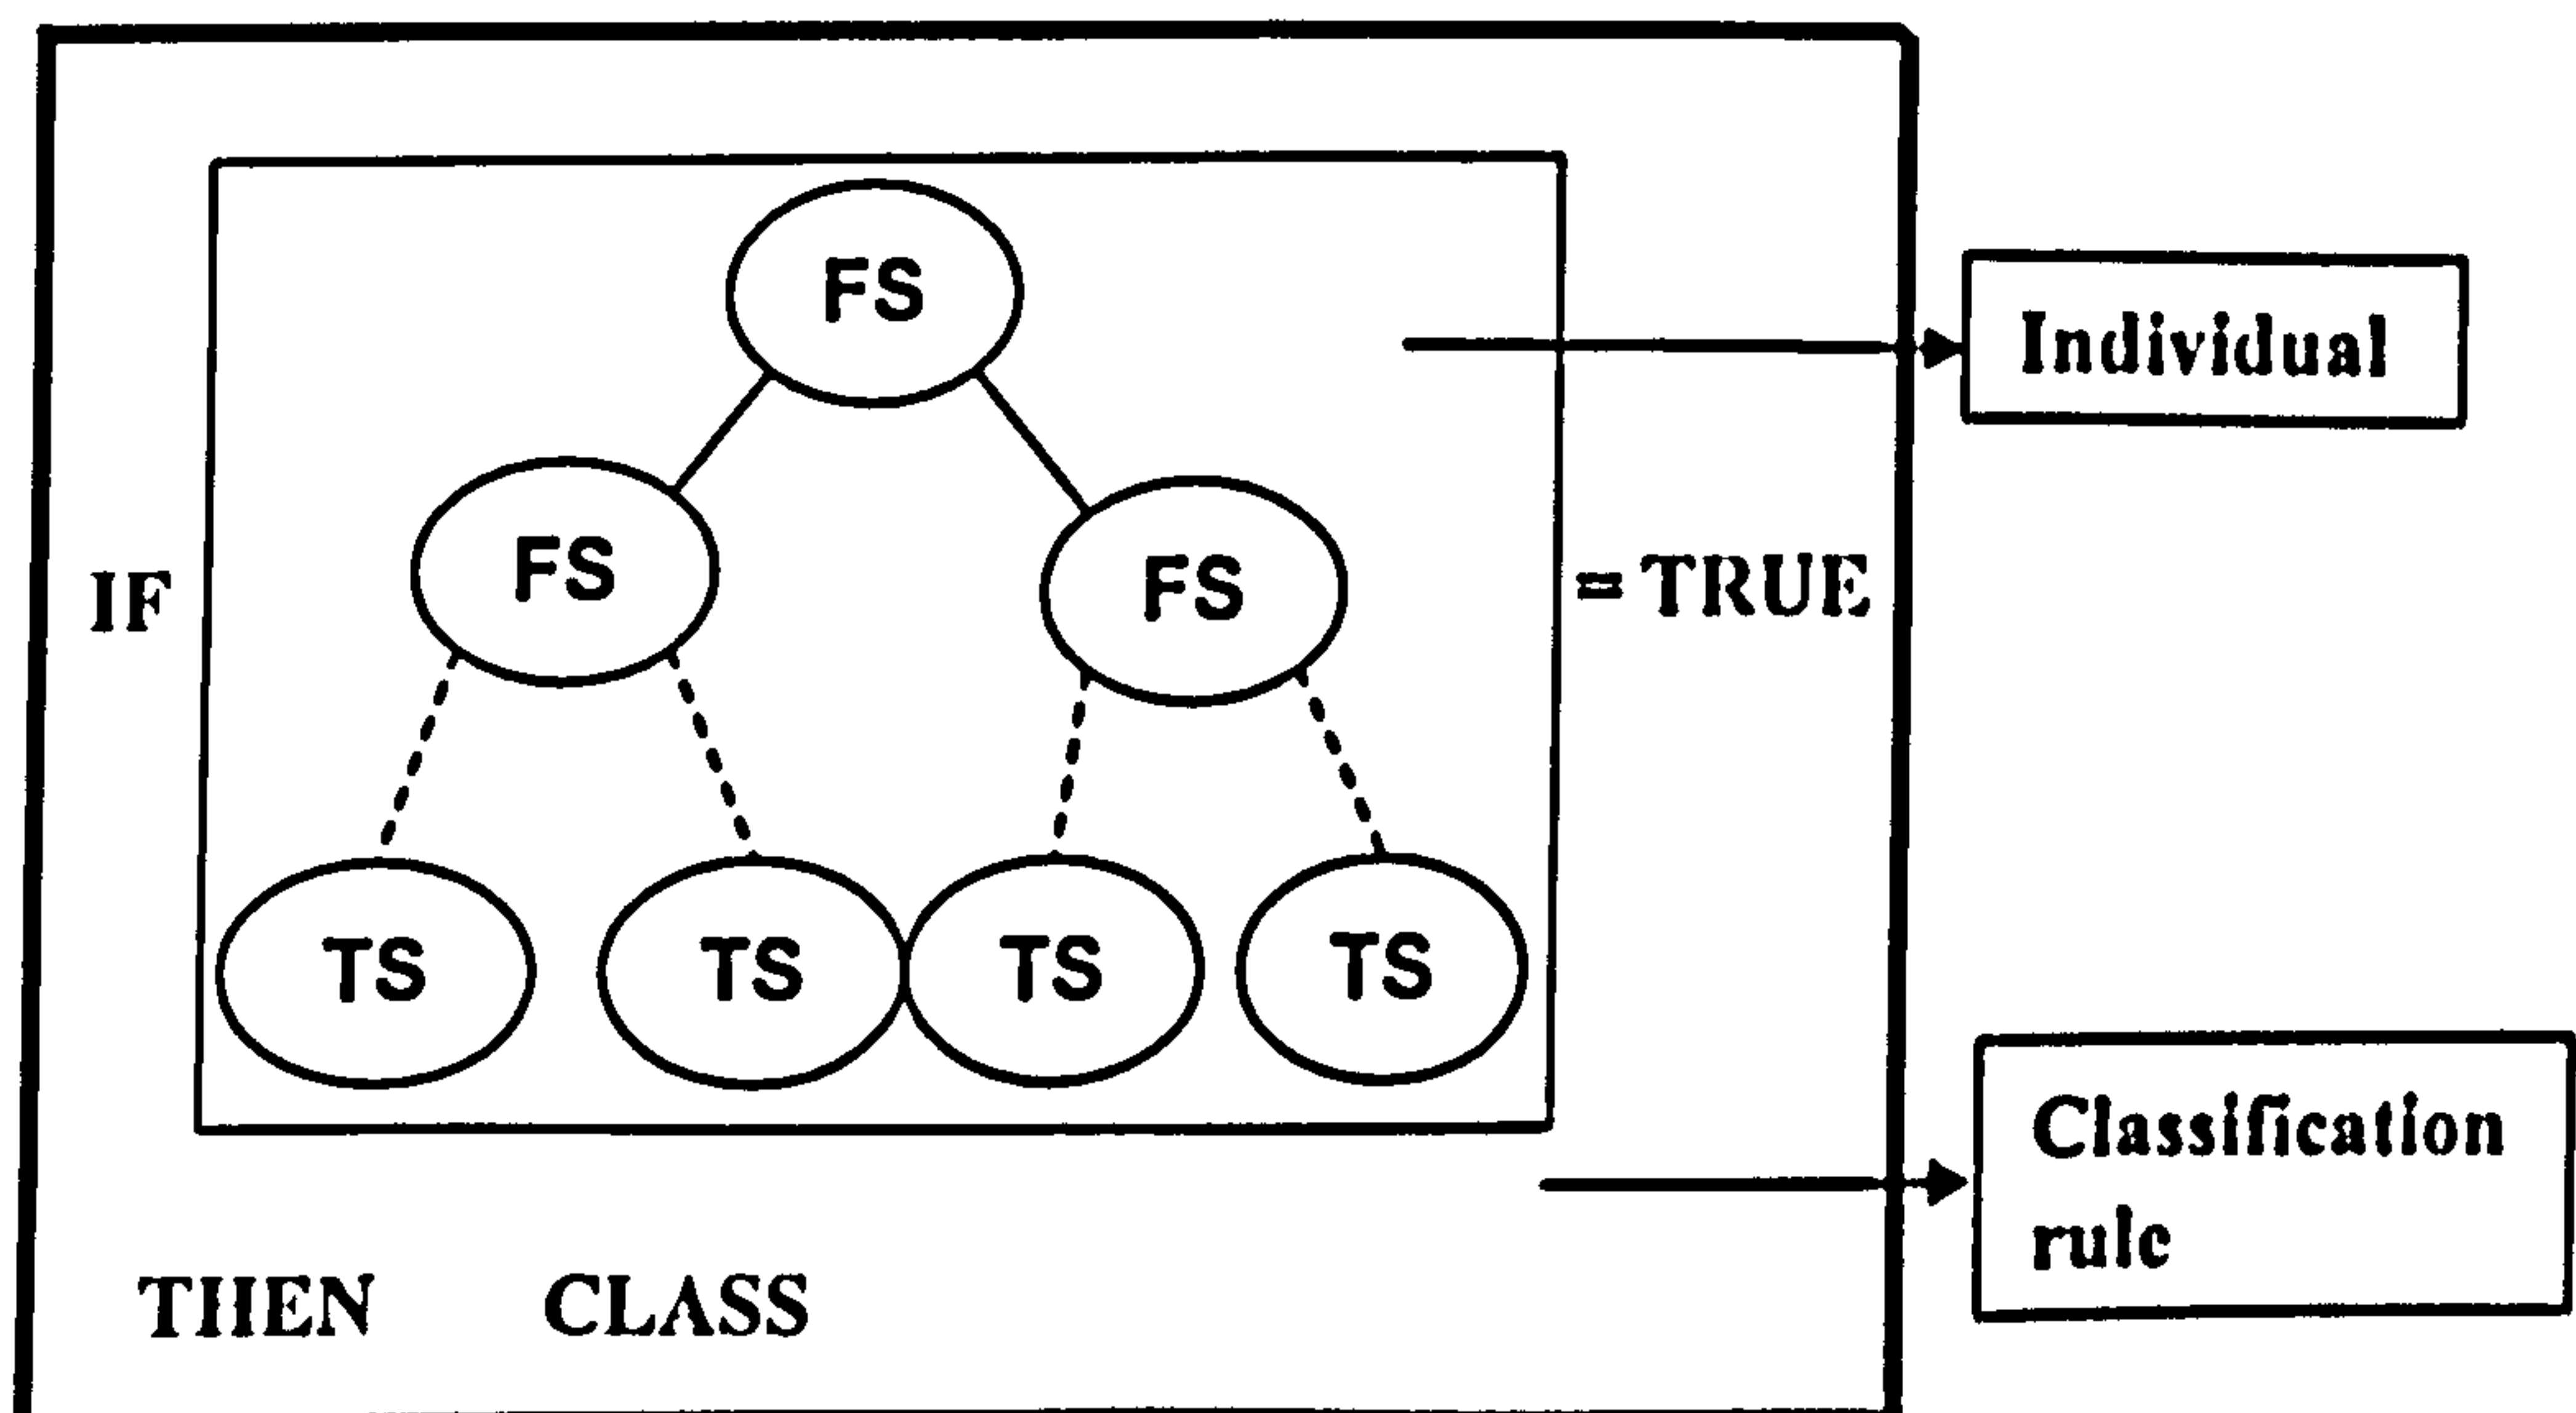 FS
Individual
FS FS
IF = TRUE
TS TS TS TS
Classification
rule
THEN CLASS